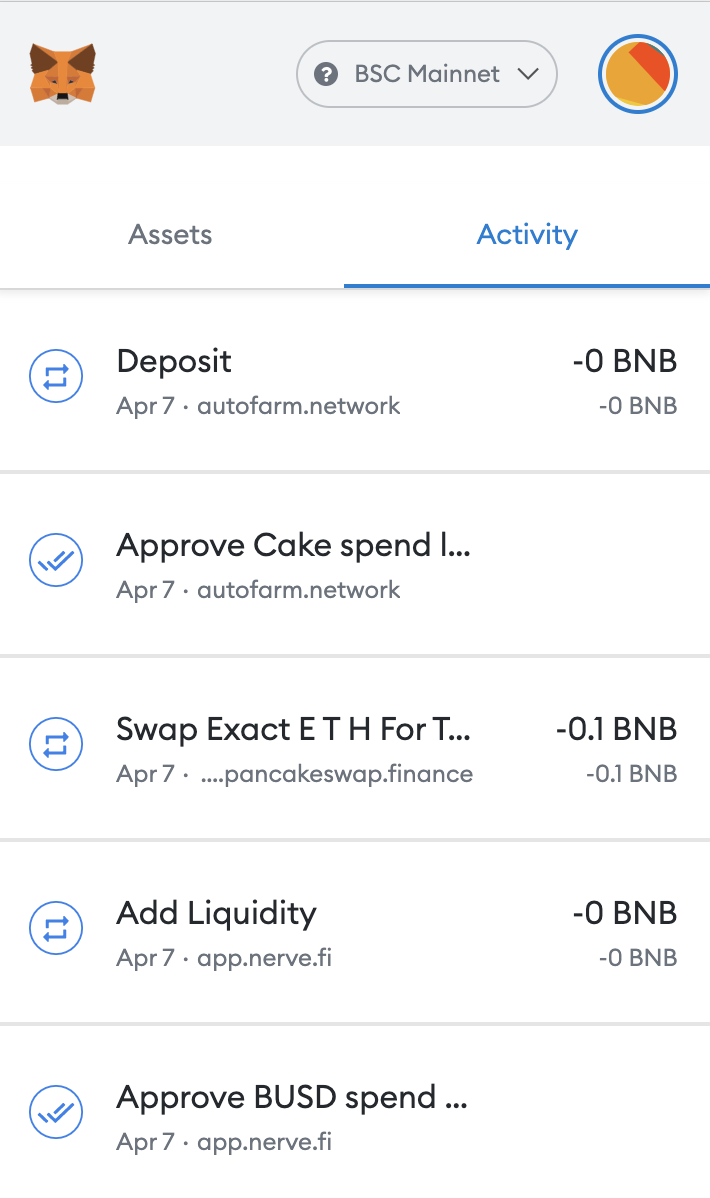 BSC Mainnet
Assets
Activity
Deposit
-0 BNB
Apr 7 · autofarm.network
-0 BNB
Approve Cake spend l...
Apr 7 · autofarm.network
Swap Exact E T H For T...
-0.1 BNB
Apr 7 · ....pancakeswap.finance
-0.1 BNB
Add Liquidity
-0 BNB
Apr 7 · app.nerve.fi
-0 BNB
Approve BUSD spend ...
Apr 7 · app.nerve.fi